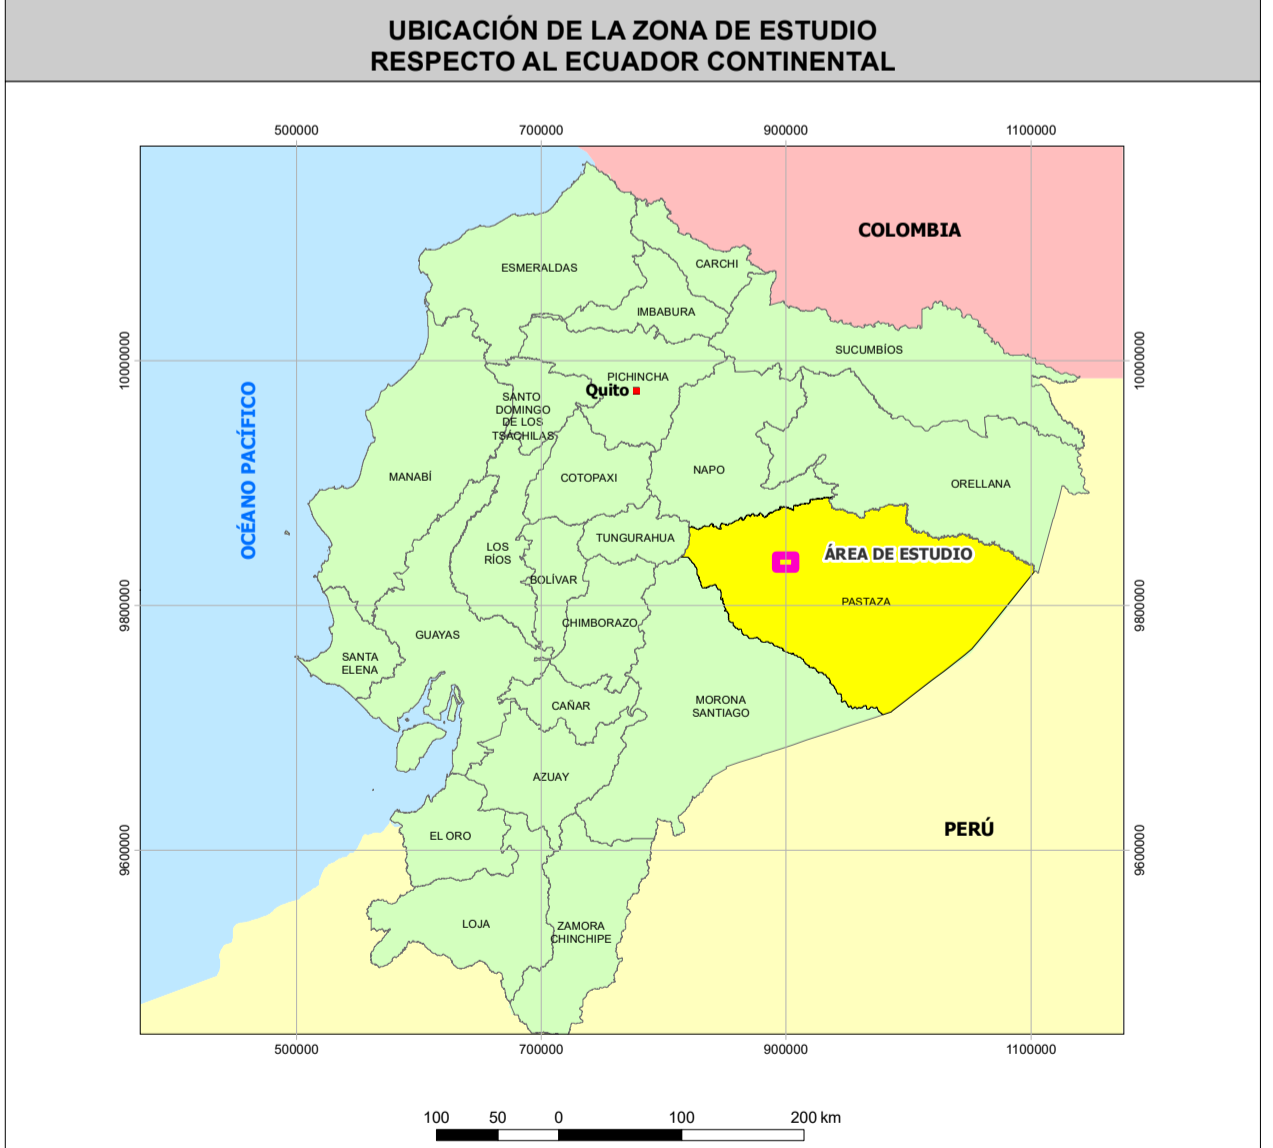 UBICACIÓN DE LA ZONA DE ESTUDIO
RESPECTO AL ECUADOR CONTINENTAL
500000
700000
900000
1100000
COLOMBIA
CARCHI
ESMERALDAS
IMBABURA
SUCUMBÍOS
10000000
10000000
PICHINCHA
Quito
SANTO
DOMINGO
DE LOS
TSÁCHILAS
OCÉANO PACÍFICO
MANABÍ
COTOPAXI
NAPO
ORELLANA
TUNGURAHUA
LOS
RÍOS
ÁREA DE ESTUDIO
BOLÍVAR
PASTAZA
9800000
9800000
CHIMBORAZO
GUAYAS
SANTA
ELENA
MORONA
SANTIAGO
CAÑAR
AZUAY
PERÚ
EL ORO
9600000
9600000
LOJA
ZAMORA
CHINCHIPE
500000
700000
900000
1100000
100 50 0 100 200 km